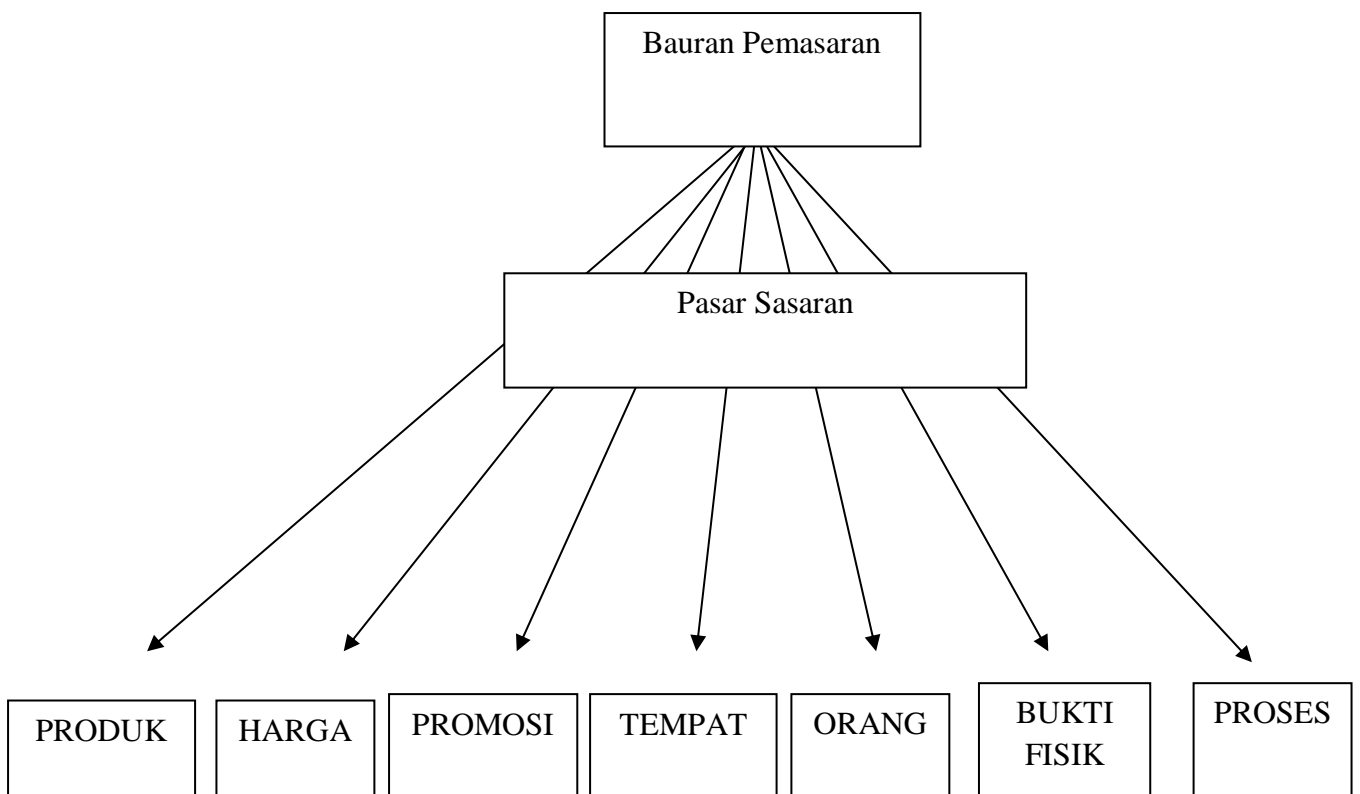 Bauran Pemasaran
Pasar Sasaran
PRODUK
HARGA
PROMOSI
TEMPAT
ORANG
BUKTI
FISIK
PROSES